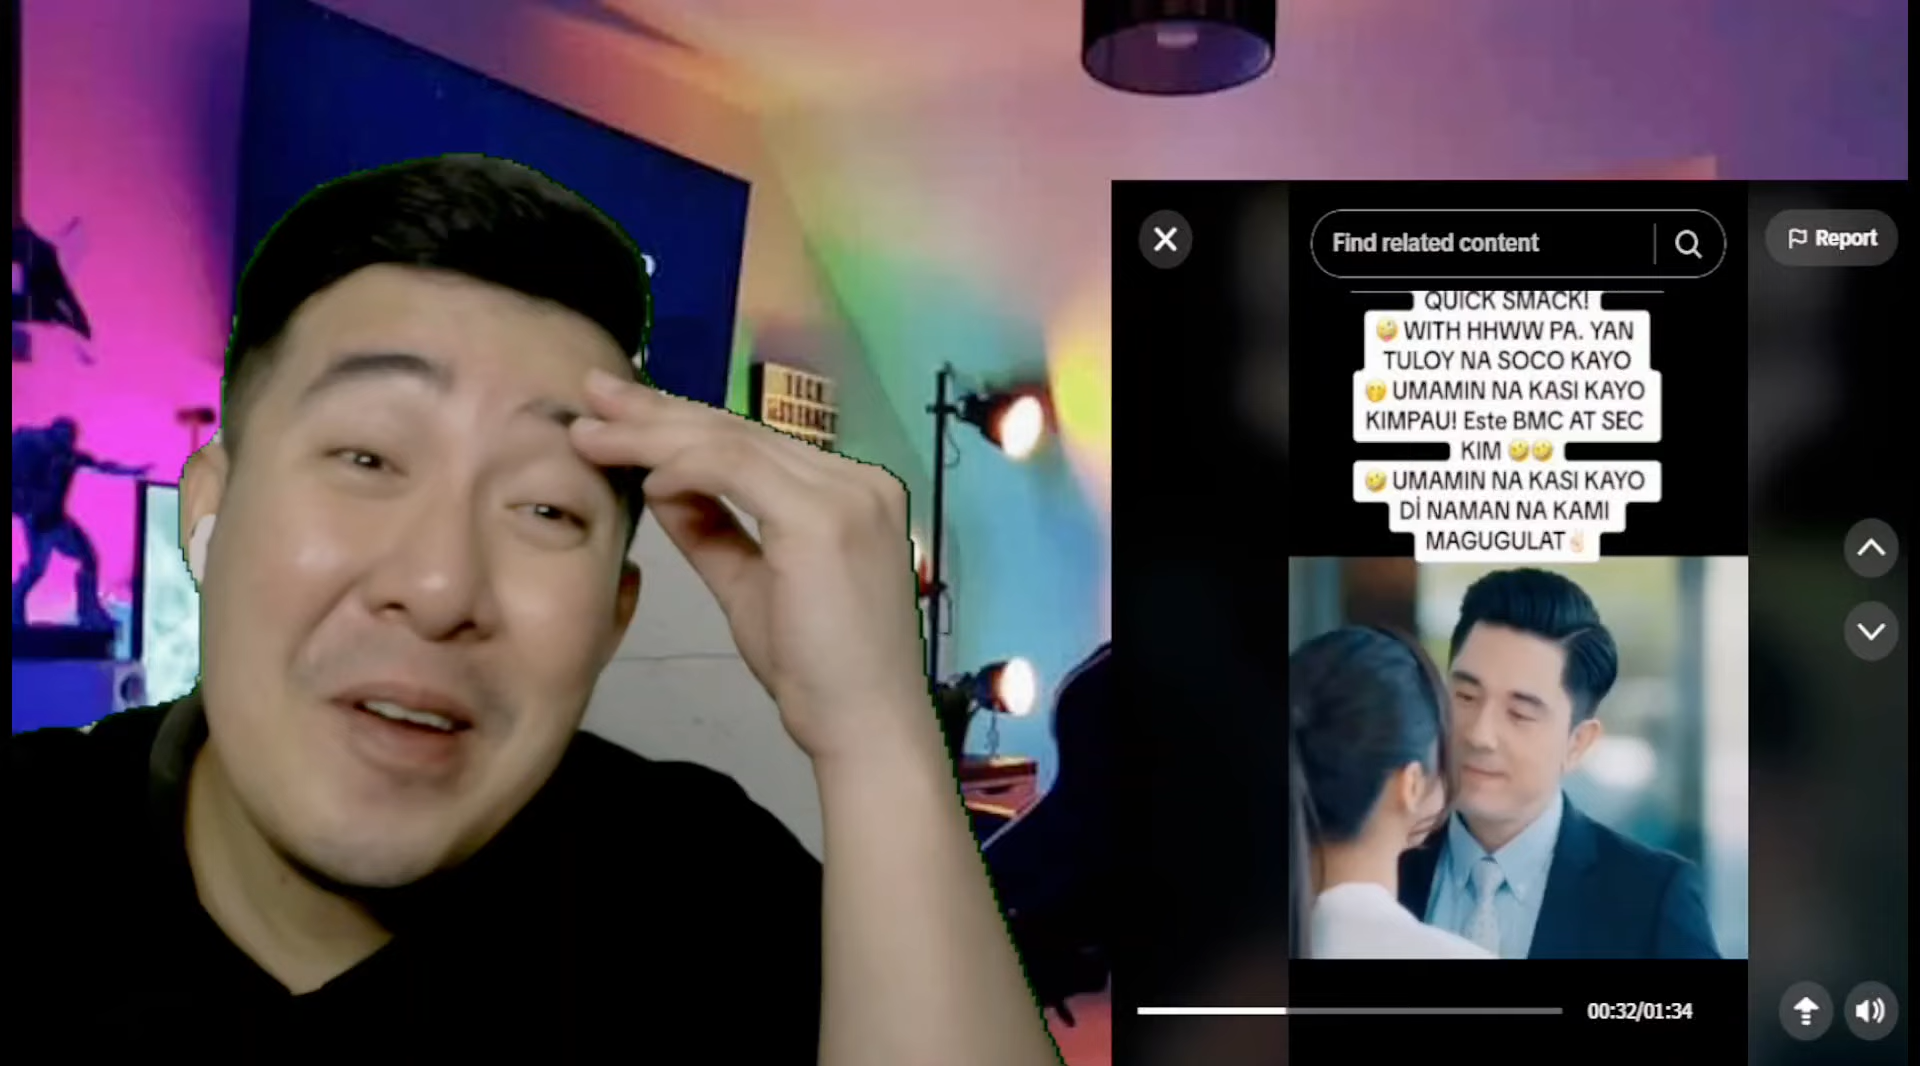 Find related content
Report
QUICK SMACK!
🤪 WITH HHWW PA. YAN
TULOY NA SOCO KAYO
🤭 UMAMIN NA KASI KAYO
KIMPAU! Este BMC AT SEC
KIM 🤣🤣
🤣 UMAMIN NA KASI KAYO
Dİ NAMAN NA KAMI
MAGUGULAT✌🏻
00:32/01:34